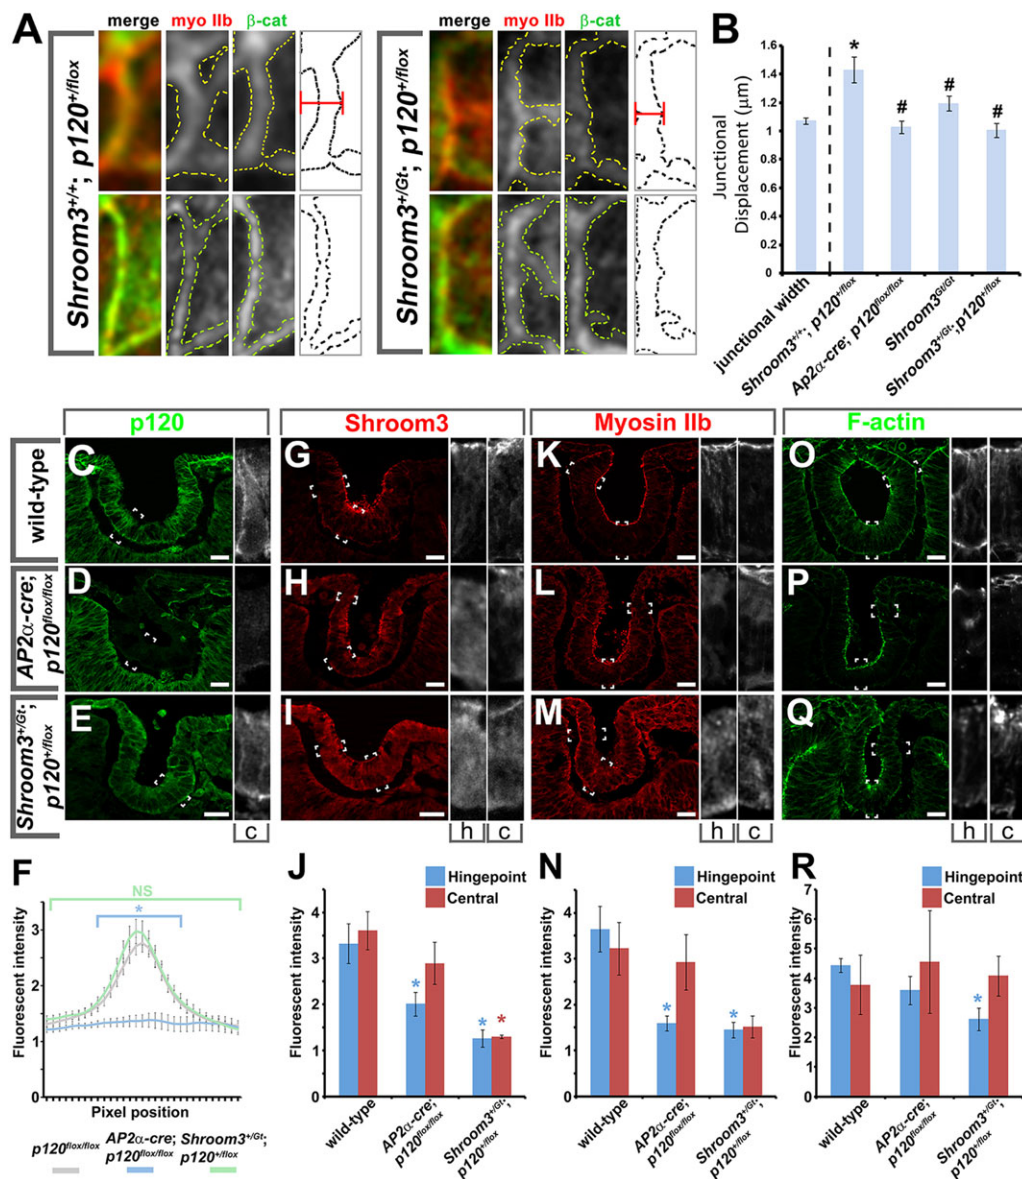 A
merge
myo IIb
β-cat
Shroom3+/+; p120+/flox
merge
myo IIb
β-cat
Shroom3+/Gt; p120+/flox
B
Junctional
Displacement (μm)
1.6
1.4
1.2
1
0.8
0.6
0.4
0.2
0
*
#
#
#
junctional width
Shroom3+/+; p120+/flox
Ap2α-cre; p120flox/flox
Shroom3Gt/Gt
Shroom3+/Gt; p120+/flox
p120
Shroom3
Myosin IIb
F-actin
wild-type
C
G
K
O
AP2α-cre;
p120flox/flox
D
H
L
P
Shroom3+/Gt;
p120+/flox
E
I
M
Q
c
h
c
h
c
h
c
F
NS
*
Fluorescent intensity
3
2
1
0
Pixel position
p120flox/flox
AP2α-cre;
p120flox/flox
Shroom3+/Gt;
p120+/flox
J
Hingepoint
Central
Fluorescent intensity
4
3
2
1
0
*
*
*
wild-type
AP2α-cre;
p120flox/flox
Shroom3+/Gt;
p120+/flox
N
Hingepoint
Central
Fluorescent intensity
4
3
2
1
0
*
*
wild-type
AP2α-cre;
p120flox/flox
Shroom3+/Gt;
p120+/flox
R
Hingepoint
Central
Fluorescent intensity
7
6
5
4
3
2
1
0
*
wild-type
AP2α-cre;
p120flox/flox
Shroom3+/Gt;
p120+/flox